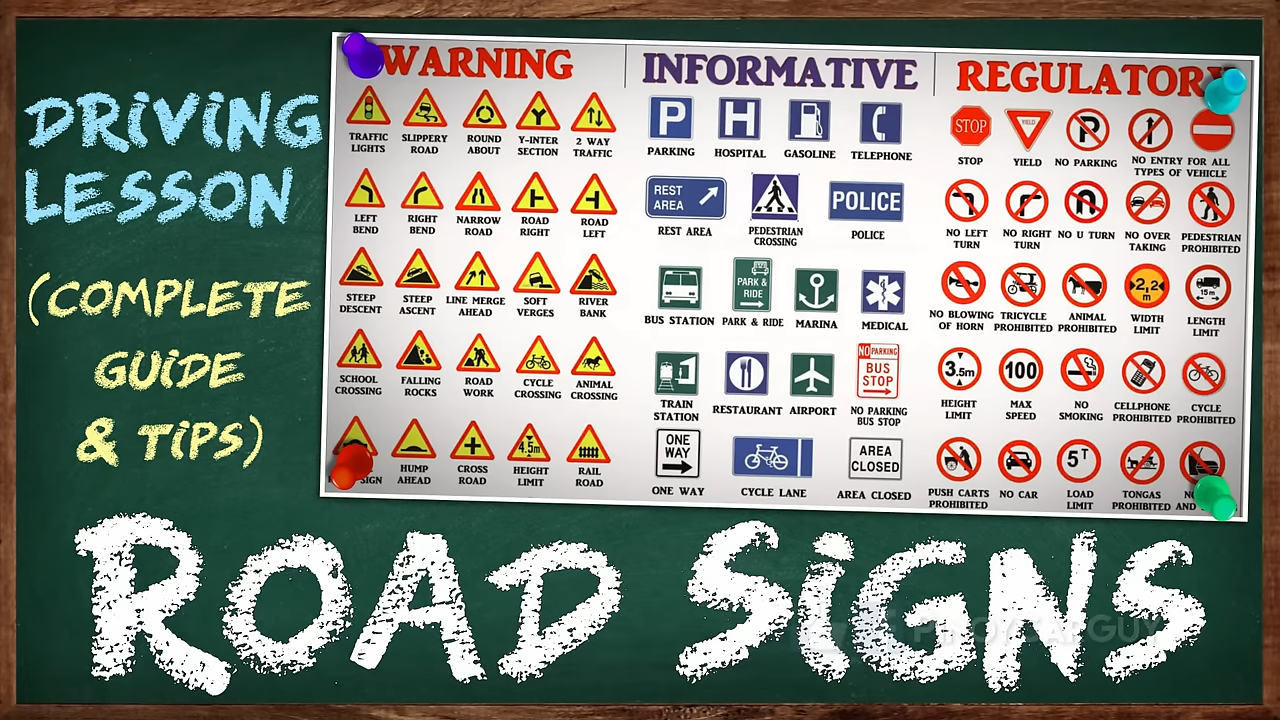 DRiViNG
LESSON
(COMPLETE
GUiDE
& TiPS)
WARNING
TRAFFIC
LIGHTS
SLIPPERY
ROAD
ROUND
ABOUT
Y-INTER
SECTION
2 WAY
TRAFFIC
LEFT
BEND
RIGHT
BEND
NARROW
ROAD
ROAD
RIGHT
ROAD
LEFT
STEEP
DESCENT
STEEP
ASCENT
LINE MERGE
AHEAD
SOFT
VERGES
RIVER
BANK
SCHOOL
CROSSING
FALLING
ROCKS
ROAD
WORK
CYCLE
CROSSING
ANIMAL
CROSSING
SIGN
HUMP
AHEAD
CROSS
ROAD
4.5m
HEIGHT
LIMIT
RAIL
ROAD
INFORMATIVE
P
PARKING
H
HOSPITAL
GASOLINE
TELEPHONE
REST
AREA
REST AREA
PEDESTRIAN
CROSSING
POLICE
POLICE
BUS STATION
PARK &
RIDE
PARK & RIDE
MARINA
MEDICAL
TRAIN
STATION
RESTAURANT
AIRPORT
NO PARKING
BUS
STOP
NO PARKING
BUS STOP
ONE
WAY
ONE WAY
CYCLE LANE
AREA
CLOSED
AREA CLOSED
REGULATORY
STOP
STOP
YIELD
YIELD
P
NO PARKING
NO ENTRY FOR ALL
TYPES OF VEHICLE
NO LEFT
TURN
NO RIGHT
TURN
NO U TURN
NO OVER
TAKING
PEDESTRIAN
PROHIBITED
NO BLOWING
OF HORN
TRICYCLE
PROHIBITED
ANIMAL
PROHIBITED
2,2m
WIDTH
LIMIT
15m
LENGTH
LIMIT
3.5m
HEIGHT
LIMIT
100
MAX
SPEED
NO
SMOKING
CELLPHONE
PROHIBITED
CYCLE
PROHIBITED
PUSH CARTS
PROHIBITED
NO CAR
5T
LOAD
LIMIT
TONGAS
PROHIBITED
AND
ROAD SiGNS
PINOYCARGUY